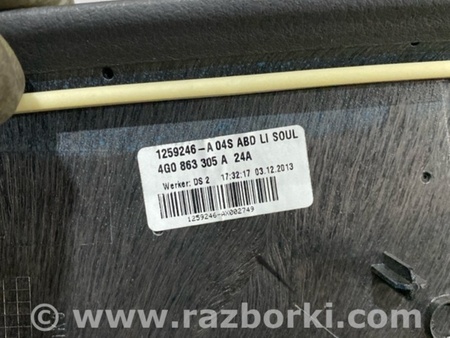 1259246-A 04S ABD LI SOUL
4G0 863 305 A 24A
Werker: DS 2 17:32:17 03.12.2013
1259246-AX002749
© www.razborki.com